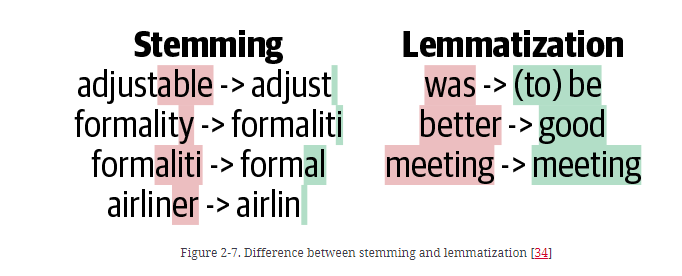 Stemming
adjustable -> adjust
formality -> formaliti
formaliti -> formal
airliner -> airlin
Lemmatization
was -> (to) be
better -> good
meeting -> meeting
Figure 2-7. Difference between stemming and lemmatization [34]